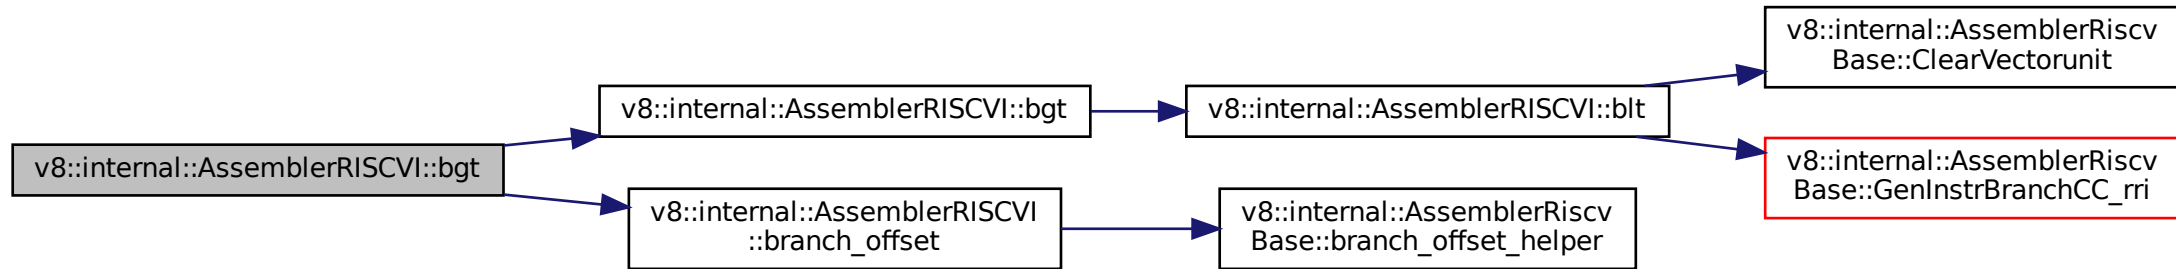 v8::internal::AssemblerRISCVI::bgt
v8::internal::AssemblerRISCVI::bgt
v8::internal::AssemblerRISCVI::blt
v8::internal::AssemblerRiscv
Base::ClearVectorunit
v8::internal::AssemblerRiscv
Base::GenInstrBranchCC_rri
v8::internal::AssemblerRISCVI
::branch_offset
v8::internal::AssemblerRiscv
Base::branch_offset_helper